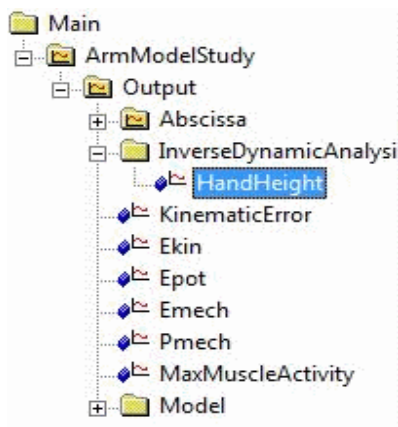 Main
ArmModelStudy
Output
Abscissa
InverseDynamicAnalysi
HandHeight
KinematicError
Ekin
Epot
Emech
Pmech
MaxMuscleActivity
Model